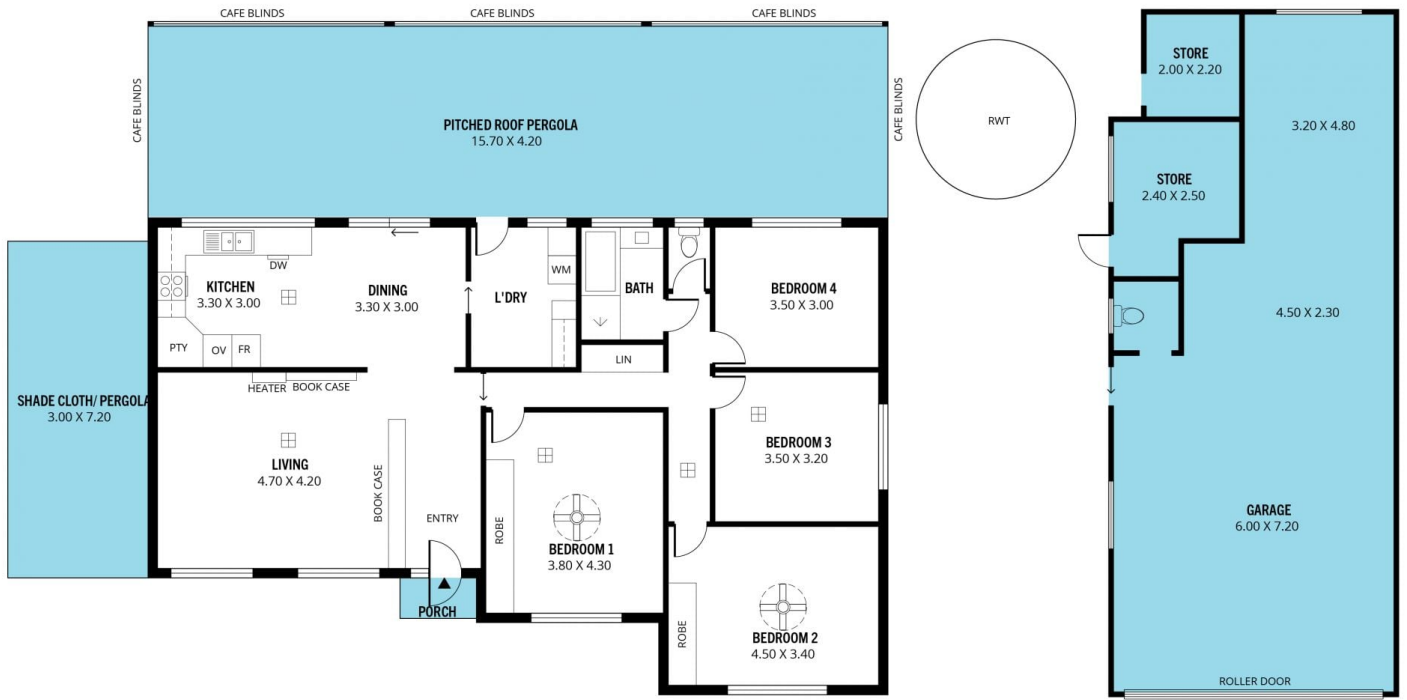 CAFE BLINDS
CAFE BLINDS
CAFE BLINDS
CAFE BLINDS
PITCHED ROOF PERGOLA
15.70 X 4.20
CAFE BLINDS
RWT
STORE
2.00 X 2.20
3.20 X 4.80
STORE
2.40 X 2.50
4.50 X 2.30
GARAGE
6.00 X 7.20
ROLLER DOOR
SHADE CLOTH/ PERGOLA
3.00 X 7.20
KITCHEN
3.30 X 3.00
DW
PTY
OV
FR
DINING
3.30 X 3.00
L'DRY
WM
BATH
LIN
BEDROOM 4
3.50 X 3.00
HEATER
BOOK CASE
LIVING
4.70 X 4.20
BOOK CASE
ENTRY
PORCH
ROBE
BEDROOM 1
3.80 X 4.30
BEDROOM 3
3.50 X 3.20
ROBE
BEDROOM 2
4.50 X 3.40